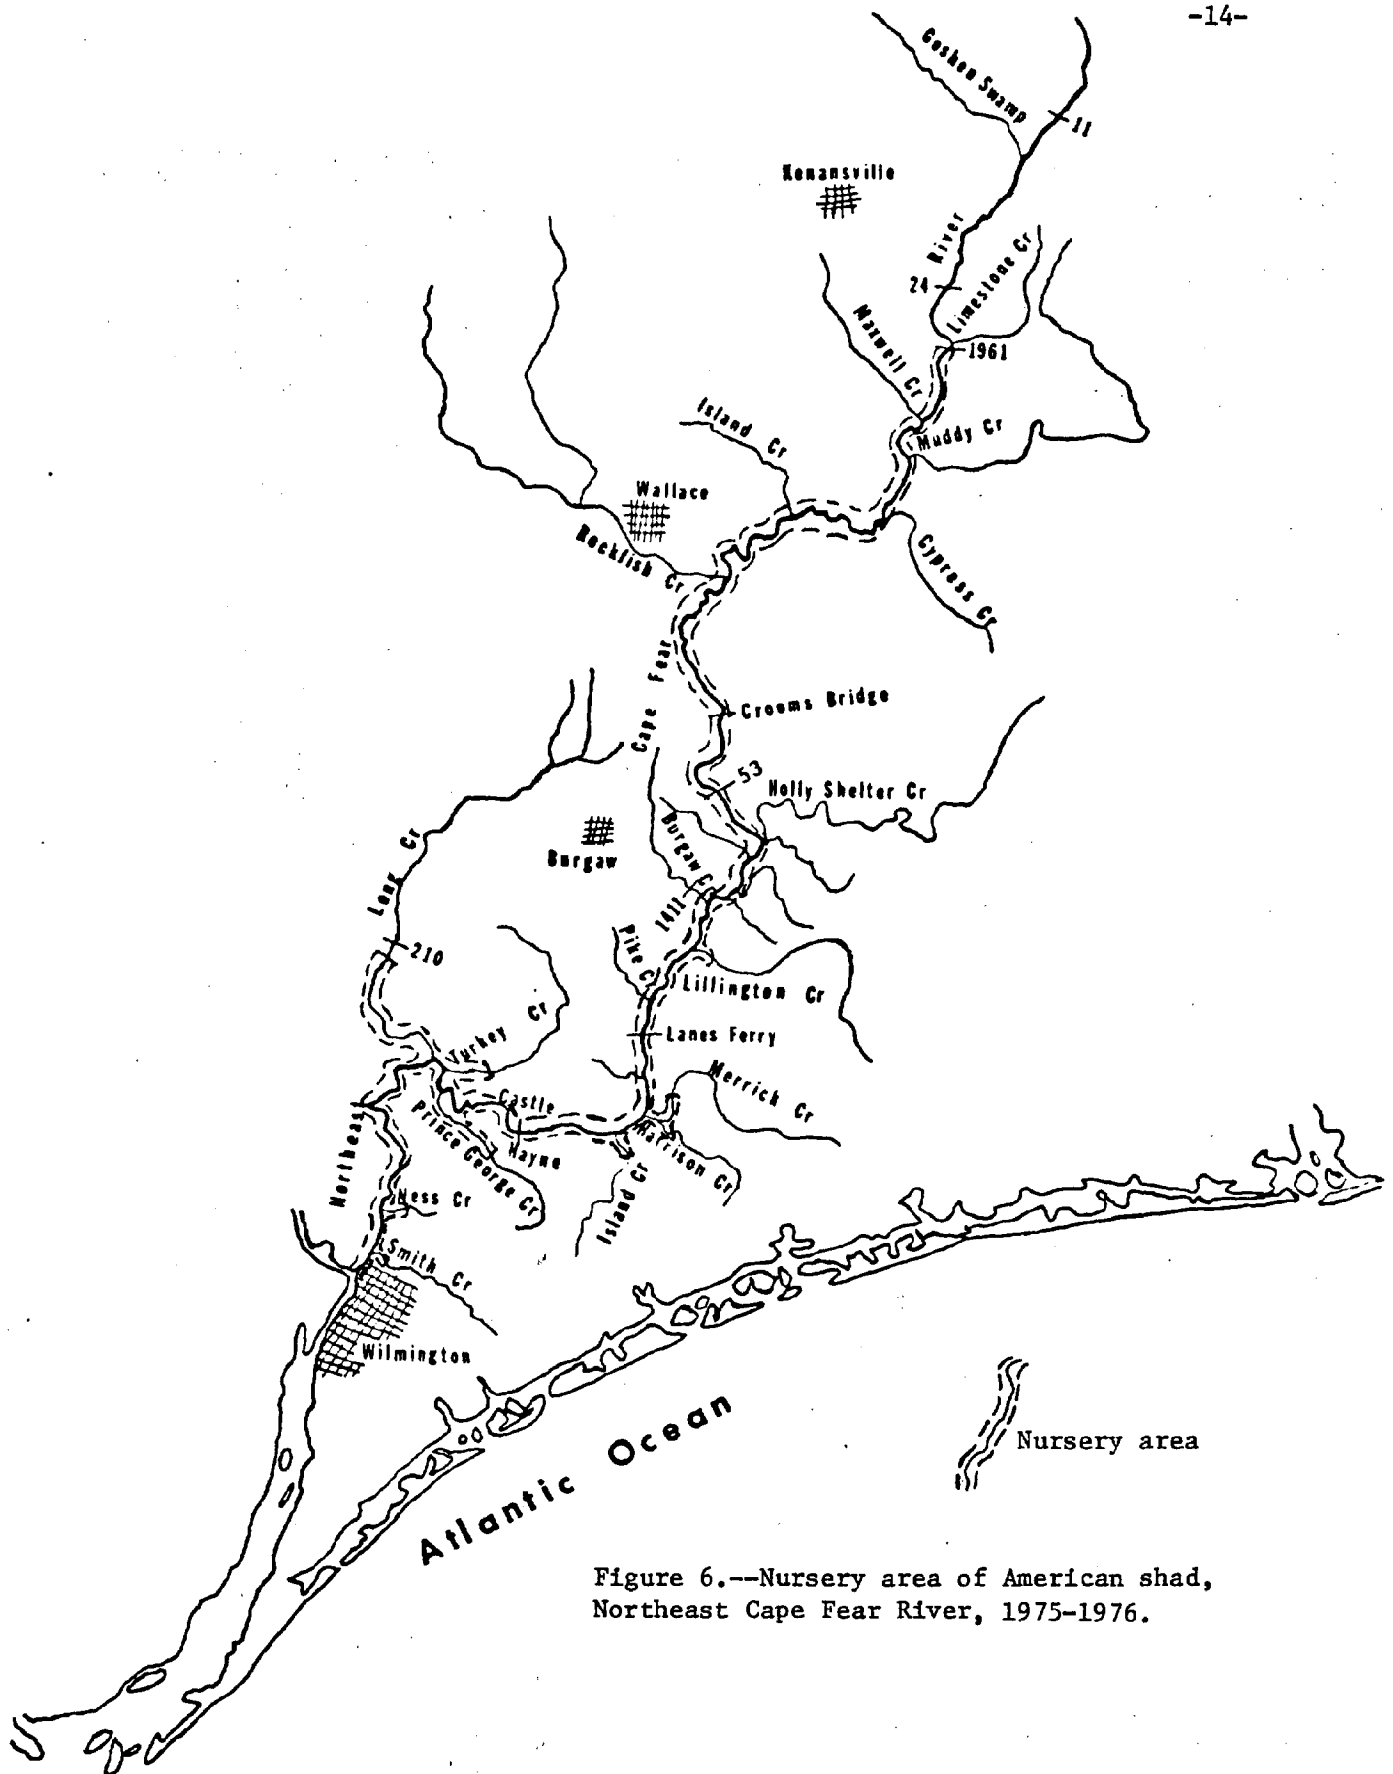 -14-
Goshen Swamp
11
Kenansville
River
24
Limestone Cr
1961
Maxwell Cr
Muddy Cr
Island Cr
Wallace
Rockfish Cr
Cypress Cr
Cape Fear
Crooms Bridge
53
Holly Shelter Cr
Burgaw
Burgaw Cr
Long Cr
1411
210
Pike Cr
Lillington Cr
Turkey Cr
Lanes Ferry
Merrick Cr
Castle
Hayne
Prince George Cr
Harrison Cr
Island Cr
Northeast
Ness Cr
Smith Cr
Wilmington
Atlantic Ocean
Nursery area
Figure 6.--Nursery area of American shad,
Northeast Cape Fear River, 1975-1976.